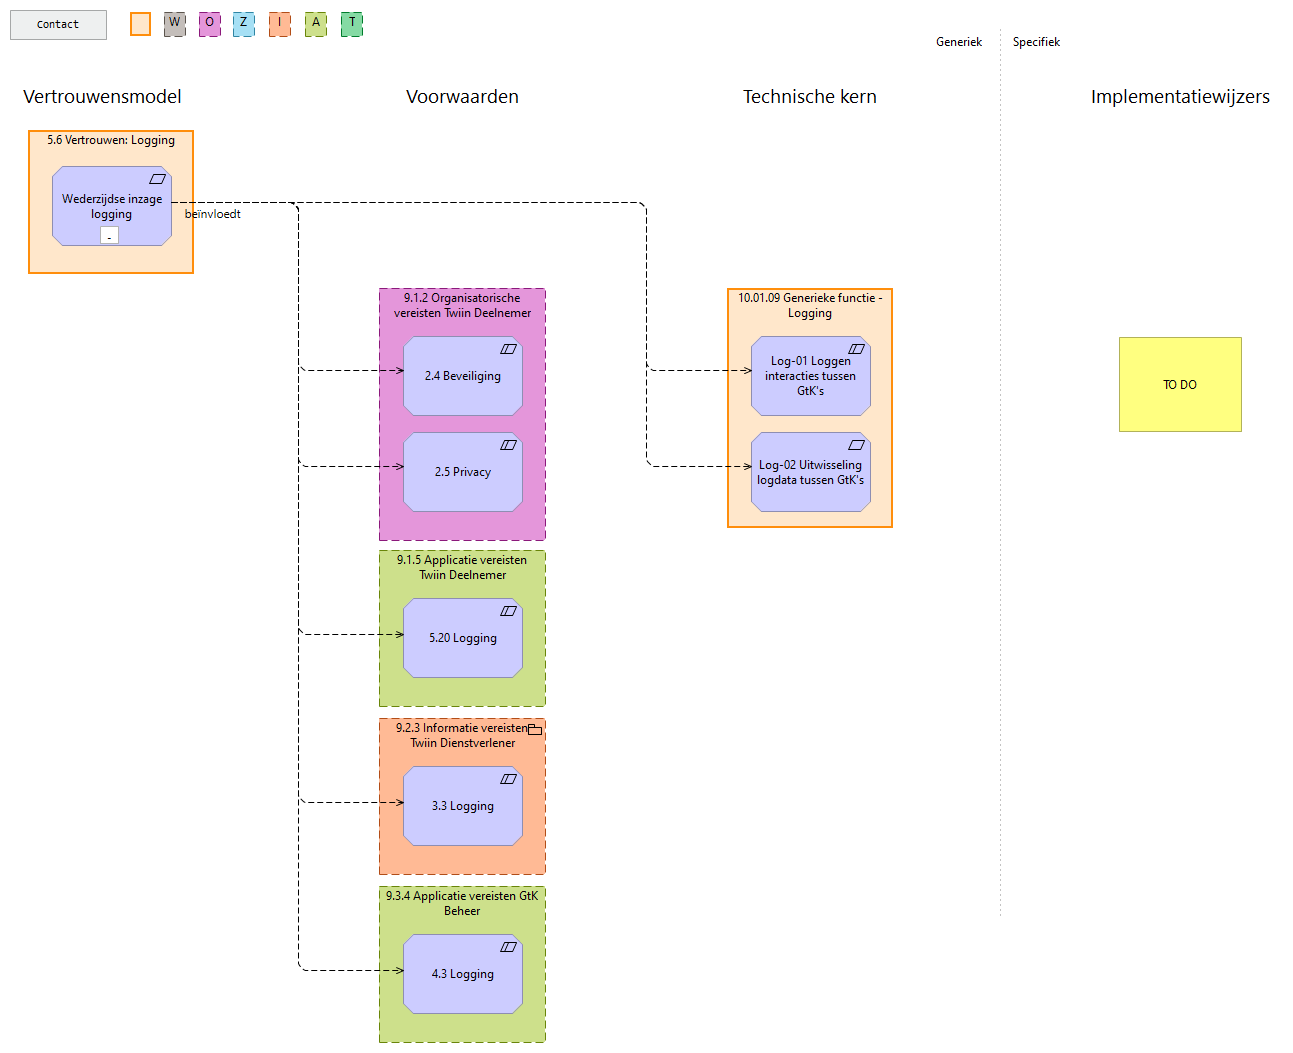 Contact
W O Z I A T
Generiek
Specifiek
Vertrouwensmodel
Voorwaarden
Technische kern
Implementatiewijzers
5.6 Vertrouwen: Logging
Wederzijdse inzage
logging
beïnvloedt
9.1.2 Organisatorische
vereisten Twiin Deelnemer
2.4 Beveiliging
2.5 Privacy
9.1.5 Applicatie vereisten
Twiin Deelnemer
5.20 Logging
9.2.3 Informatie vereisten
Twiin Dienstverlener
3.3 Logging
9.3.4 Applicatie vereisten GtK
Beheer
4.3 Logging
10.01.09 Generieke functie -
Logging
Log-01 Loggen
interacties tussen
GtK's
Log-02 Uitwisseling
logdata tussen GtK's
TO DO